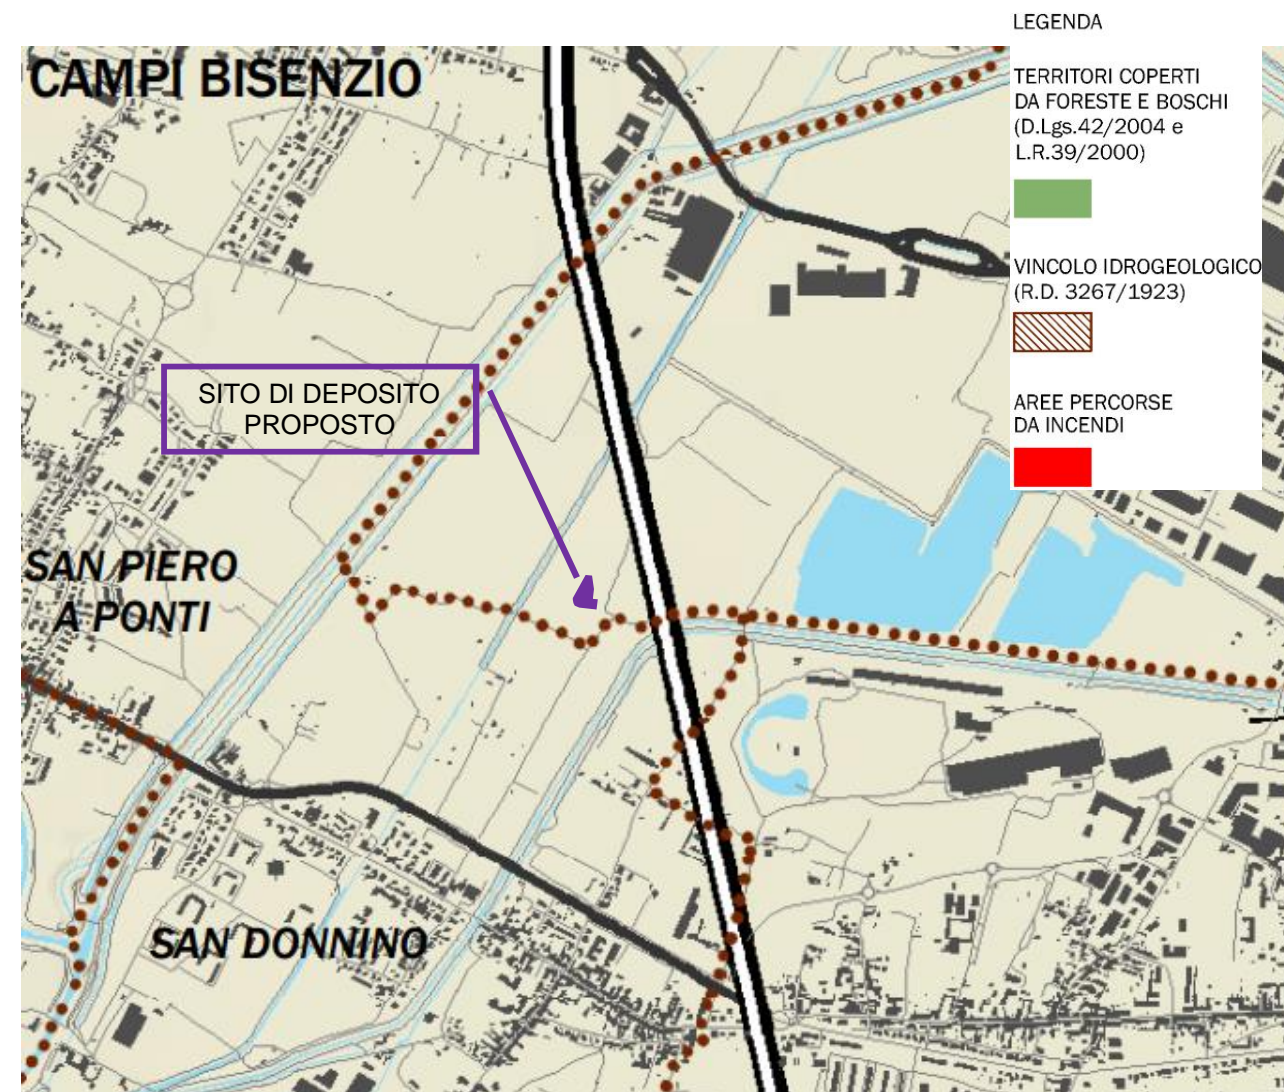 LEGENDA
CAMPI BISENZIO
TERRITORI COPERTI
DA FORESTE E BOSCHI
(D.Lgs.42/2004 e
L.R.39/2000)
VINCOLO IDROGEOLOGICO
(R.D. 3267/1923)
AREE PERCORSE
DA INCENDI
SITO DI DEPOSITO
PROPOSTO
SAN PIERO
A PONTI
SAN DONNINO